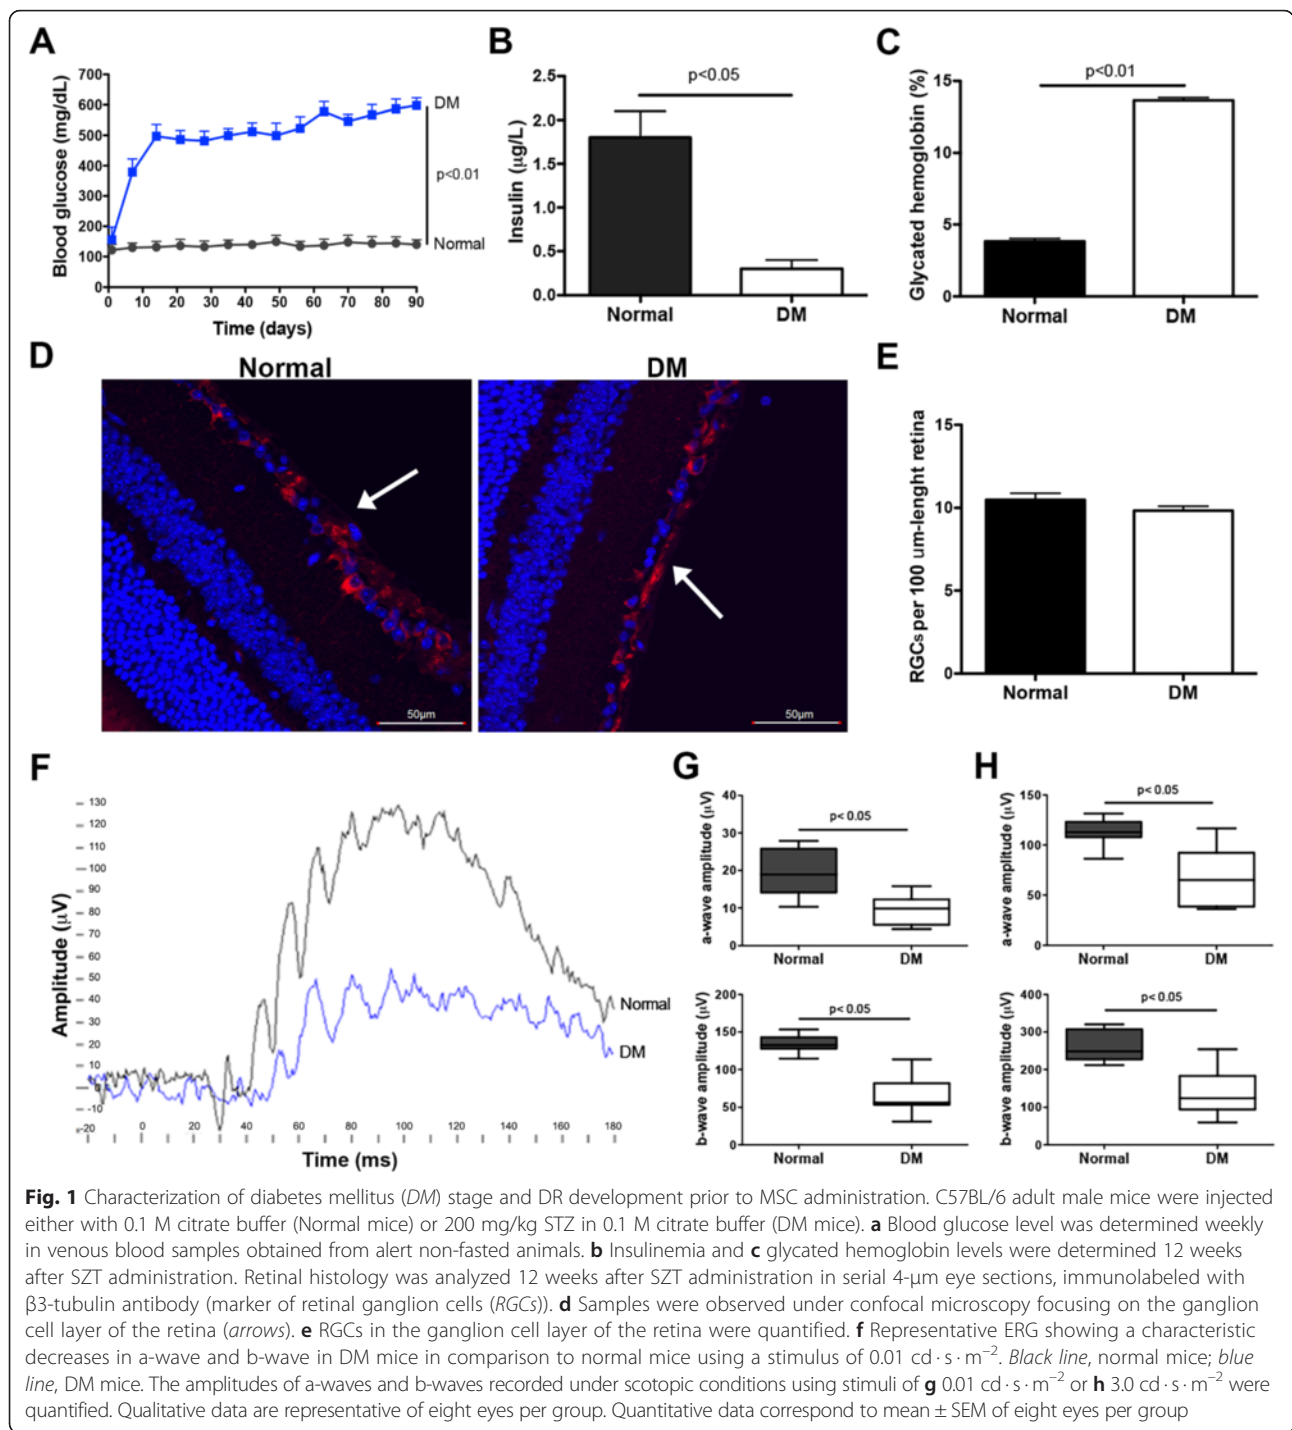 A
Blood glucose (mg/dL)
700
600
500
400
300
200
100
0
0 10 20 30 40 50 60 70 80 90
Time (days)
DM
p<0.01
Normal
B
Insulin (µg/L)
2.5
2.0
1.5
1.0
0.5
0.0
p<0.05
Normal DM
C
Glycated hemoglobin (%)
15
10
5
0
p<0.01
Normal DM
D
Normal DM
50µm 50µm
E
RGCs per 100 um-lenght retina
15
10
5
0
Normal DM
F
Amplitude (µV)
130
120
110
100
90
80
70
60
50
40
30
20
10
0
-10
-20
0 20 40 60 80 100 120 140 160 180
Time (ms)
Normal
DM
G
a-wave amplitude (µV)
40
30
20
10
0
p< 0.05
Normal DM
b-wave amplitude (µV)
200
150
100
50
0
p< 0.05
Normal DM
H
a-wave amplitude (µV)
150
100
50
0
p< 0.05
Normal DM
b-wave amplitude (µV)
400
300
200
100
0
p< 0.05
Normal DM
Fig. 1 Characterization of diabetes mellitus (DM) stage and DR development prior to MSC administration. C57BL/6 adult male mice were injected
either with 0.1 M citrate buffer (Normal mice) or 200 mg/kg STZ in 0.1 M citrate buffer (DM mice). a Blood glucose level was determined weekly
in venous blood samples obtained from alert non-fasted animals. b Insulinemia and c glycated hemoglobin levels were determined 12 weeks
after SZT administration. Retinal histology was analyzed 12 weeks after SZT administration in serial 4-µm eye sections, immunolabeled with
β3-tubulin antibody (marker of retinal ganglion cells (RGCs)). d Samples were observed under confocal microscopy focusing on the ganglion
cell layer of the retina (arrows). e RGCs in the ganglion cell layer of the retina were quantified. f Representative ERG showing a characteristic
decreases in a-wave and b-wave in DM mice in comparison to normal mice using a stimulus of 0.01 cd · s · m⁻². Black line, normal mice; blue
line, DM mice. The amplitudes of a-waves and b-waves recorded under scotopic conditions using stimuli of g 0.01 cd · s · m⁻² or h 3.0 cd · s · m⁻² were
quantified. Qualitative data are representative of eight eyes per group. Quantitative data correspond to mean ± SEM of eight eyes per group